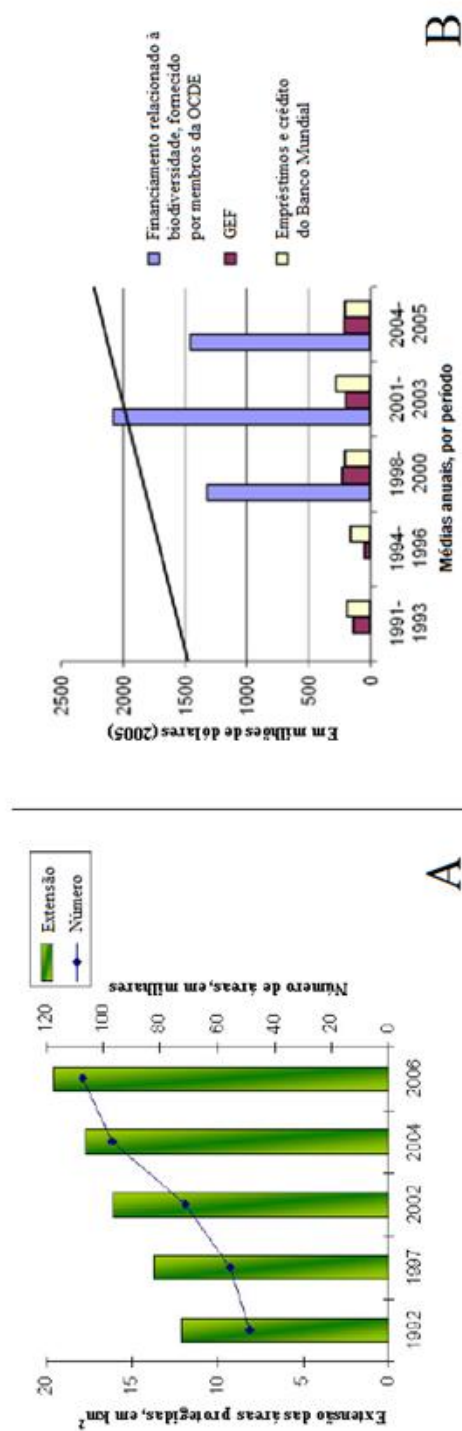 Extensão
Número
Extensão das áreas protegidas, em km²
20
15
10
5
0
1992
1997
2002
2004
2006
Número de áreas, em milhares
120
100
80
60
40
20
0
A
Em milhões de dólares (2005)
2500
2000
1500
1000
500
0
1991-
1993
1994-
1996
1998-
2000
2001-
2003
2004-
2005
Médias anuais, por período
Financiamento relacionado à
biodiversidade, fornecido
por membros da OCDE
GEF
Empréstimos e crédito
do Banco Mundial
B